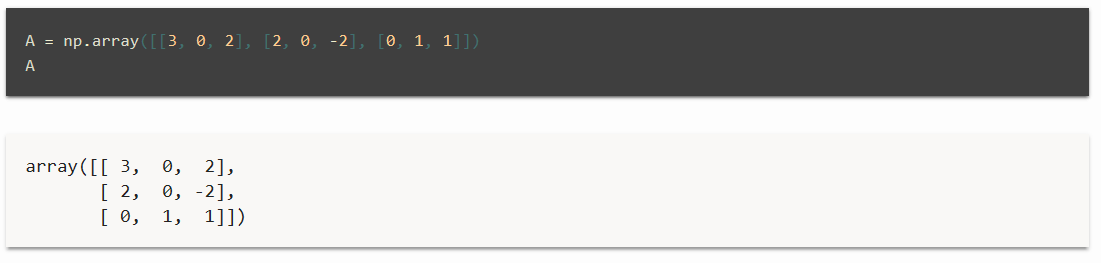 A = np.array([[3, 0, 2], [2, 0, -2], [0, 1, 1]])
A
array([[ 3,  0,  2],
       [ 2,  0, -2],
       [ 0,  1,  1]])